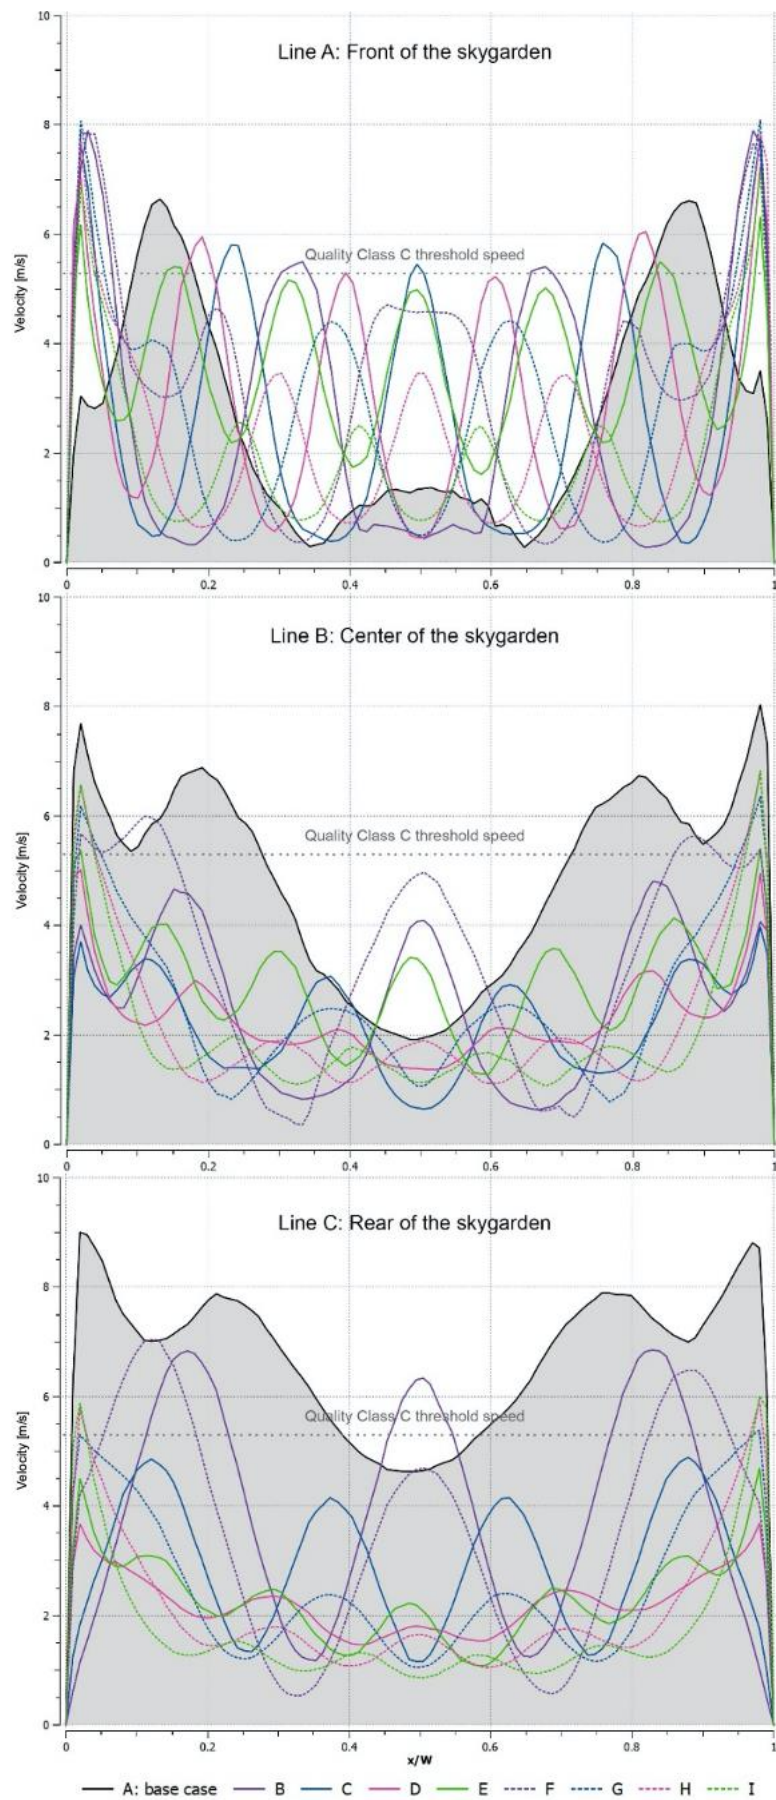 10
Line A: Front of the skygarden
8
6
Quality Class C threshold speed
Velocity [m/s]
4
2
0
0 0.2 0.4 0.6 0.8 1
10
Line B: Center of the skygarden
8
6
Quality Class C threshold speed
Velocity [m/s]
4
2
0
0 0.2 0.4 0.6 0.8 1
10
Line C: Rear of the skygarden
8
6
Quality Class C threshold speed
Velocity [m/s]
4
2
0
0 0.2 0.4 0.6 0.8 1
x/W
A: base case B C D E F G H I